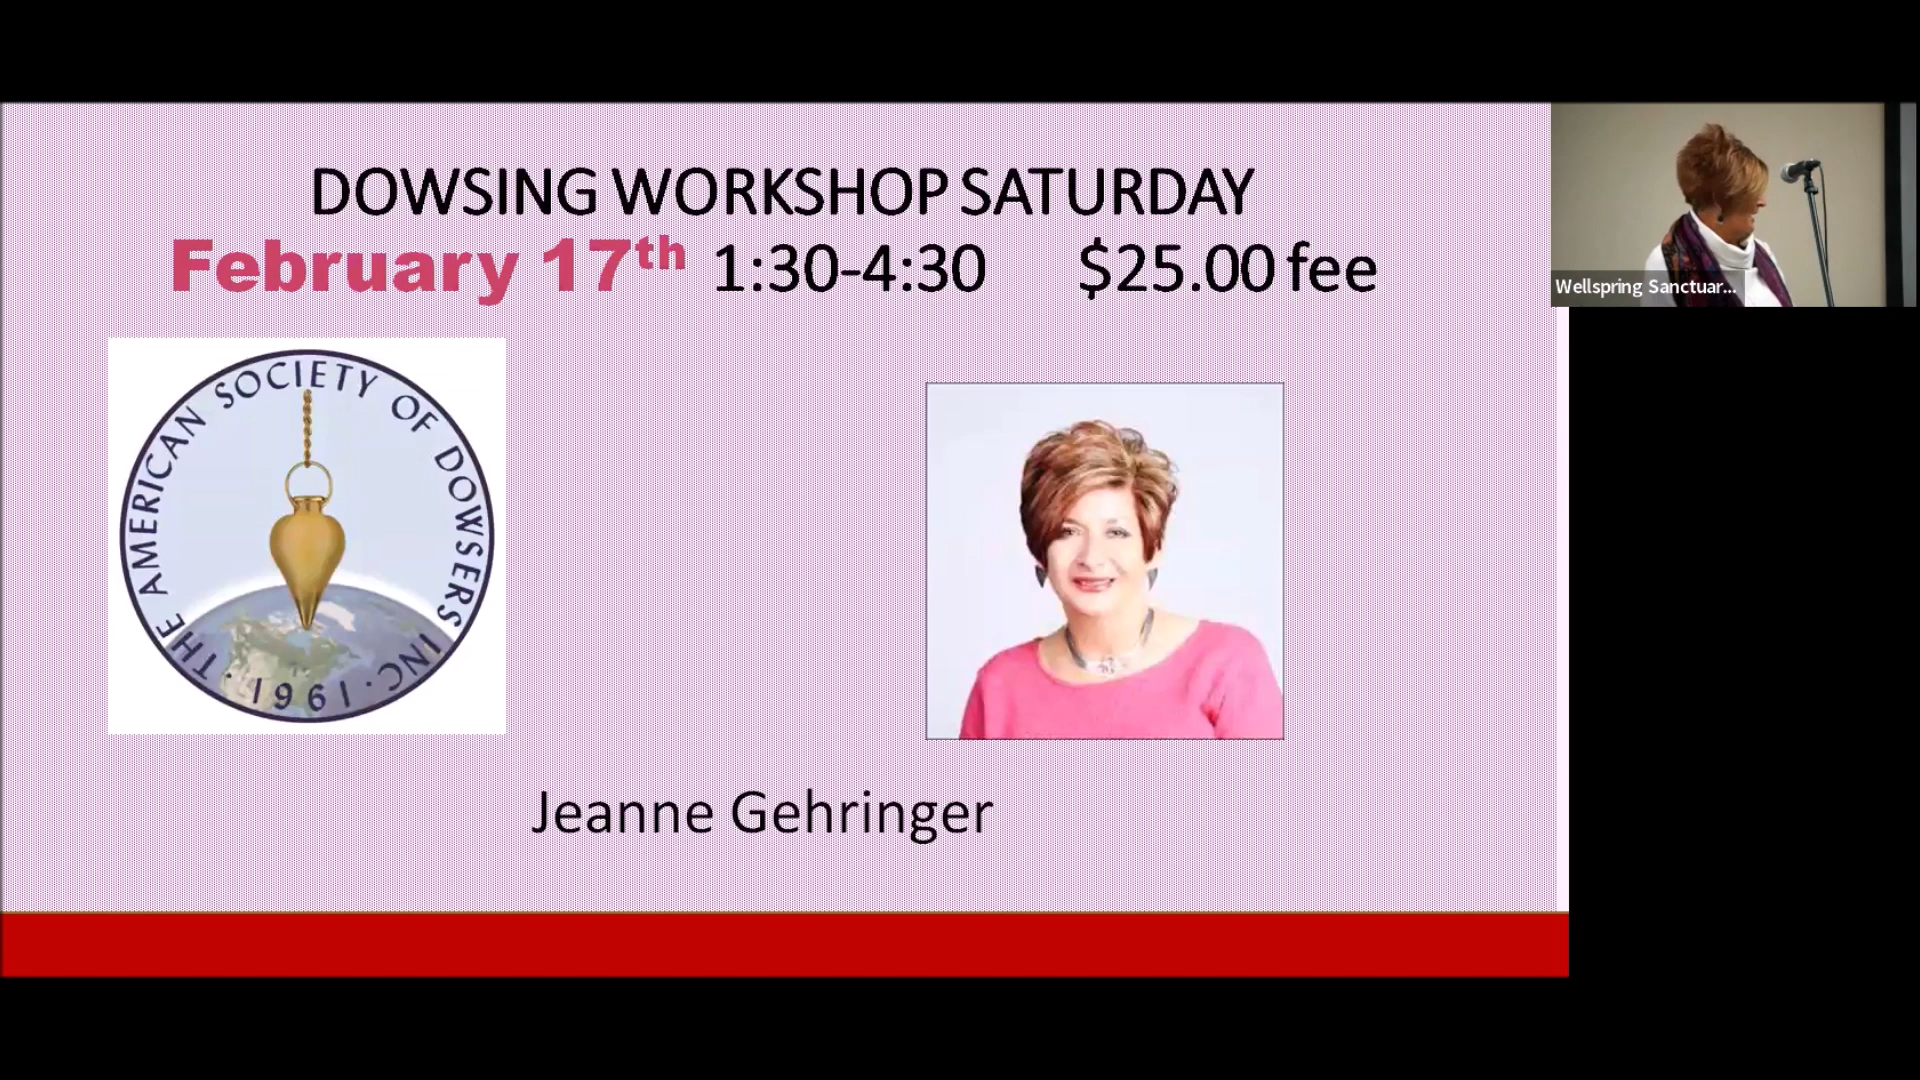 DOWSING WORKSHOP SATURDAY
February 17th 1:30-4:30 $25.00 fee
THE AMERICAN SOCIETY OF DOWSERS INC.
· 1961 ·
Jeanne Gehringer
Wellspring Sanctuar...